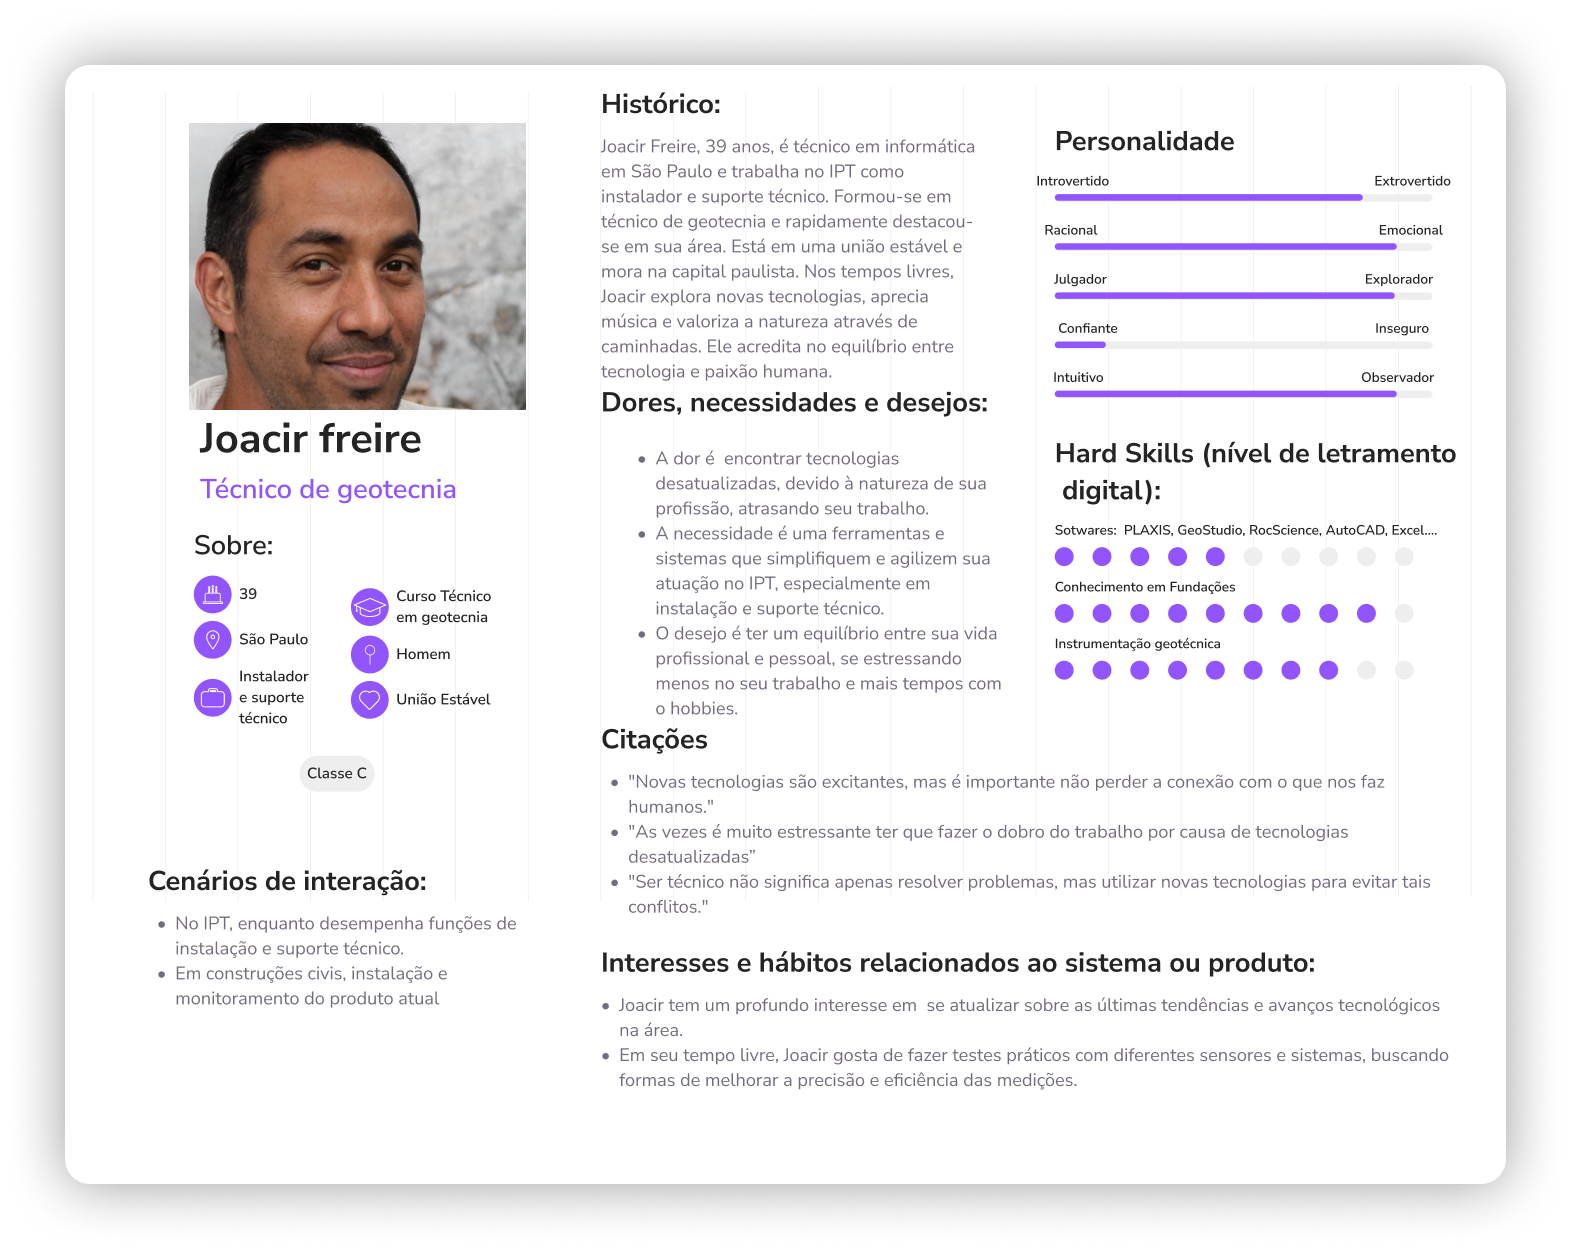 Joacir freire
Técnico de geotecnia
Sobre:
39
São Paulo
Instalador
e suporte
técnico
Curso Técnico
em geotecnia
Homem
União Estável
Classe C
Cenários de interação:
• No IPT, enquanto desempenha funções de
instalação e suporte técnico.
• Em construções civis, instalação e
monitoramento do produto atual
Histórico:
Joacir Freire, 39 anos, é técnico em informática
em São Paulo e trabalha no IPT como
instalador e suporte técnico. Formou-se em
técnico de geotecnia e rapidamente destacou-
se em sua área. Está em uma união estável e
mora na capital paulista. Nos tempos livres,
Joacir explora novas tecnologias, aprecia
música e valoriza a natureza através de
caminhadas. Ele acredita no equilíbrio entre
tecnologia e paixão humana.
Dores, necessidades e desejos:
• A dor é  encontrar tecnologias
desatualizadas, devido à natureza de sua
profissão, atrasando seu trabalho.
• A necessidade é uma ferramentas e
sistemas que simplifiquem e agilizem sua
atuação no IPT, especialmente em
instalação e suporte técnico.
• O desejo é ter um equilíbrio entre sua vida
profissional e pessoal, se estressando
menos no seu trabalho e mais tempos com
o hobbies.
Personalidade
Introvertido Extrovertido
Racional Emocional
Julgador Explorador
Confiante Inseguro
Intuitivo Observador
Hard Skills (nível de letramento
digital):
Sotwares:  PLAXIS, GeoStudio, RocScience, AutoCAD, Excel....
Conhecimento em Fundações
Instrumentação geotécnica
Citações
• "Novas tecnologias são excitantes, mas é importante não perder a conexão com o que nos faz
humanos."
• "As vezes é muito estressante ter que fazer o dobro do trabalho por causa de tecnologias
desatualizadas”
• "Ser técnico não significa apenas resolver problemas, mas utilizar novas tecnologias para evitar tais
conflitos."
Interesses e hábitos relacionados ao sistema ou produto:
• Joacir tem um profundo interesse em  se atualizar sobre as últimas tendências e avanços tecnológicos
na área.
• Em seu tempo livre, Joacir gosta de fazer testes práticos com diferentes sensores e sistemas, buscando
formas de melhorar a precisão e eficiência das medições.